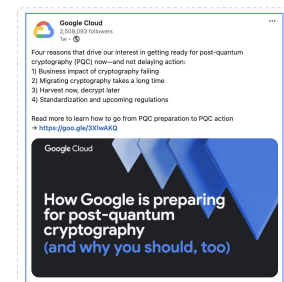 Google Cloud
2,508,093 followers
1w •
Four reasons that drive our interest in getting ready for post-quantum
cryptography (PQC) now—and not delaying action:
1) Business impact of cryptography failing
2) Migrating cryptography takes a long time
3) Harvest now, decrypt later
4) Standardization and upcoming regulations
Read more to learn how to go from PQC preparation to PQC action
→ https://goo.gle/3XIwAKQ
Google Cloud
How Google is preparing
for post-quantum
cryptography
(and why you should, too)